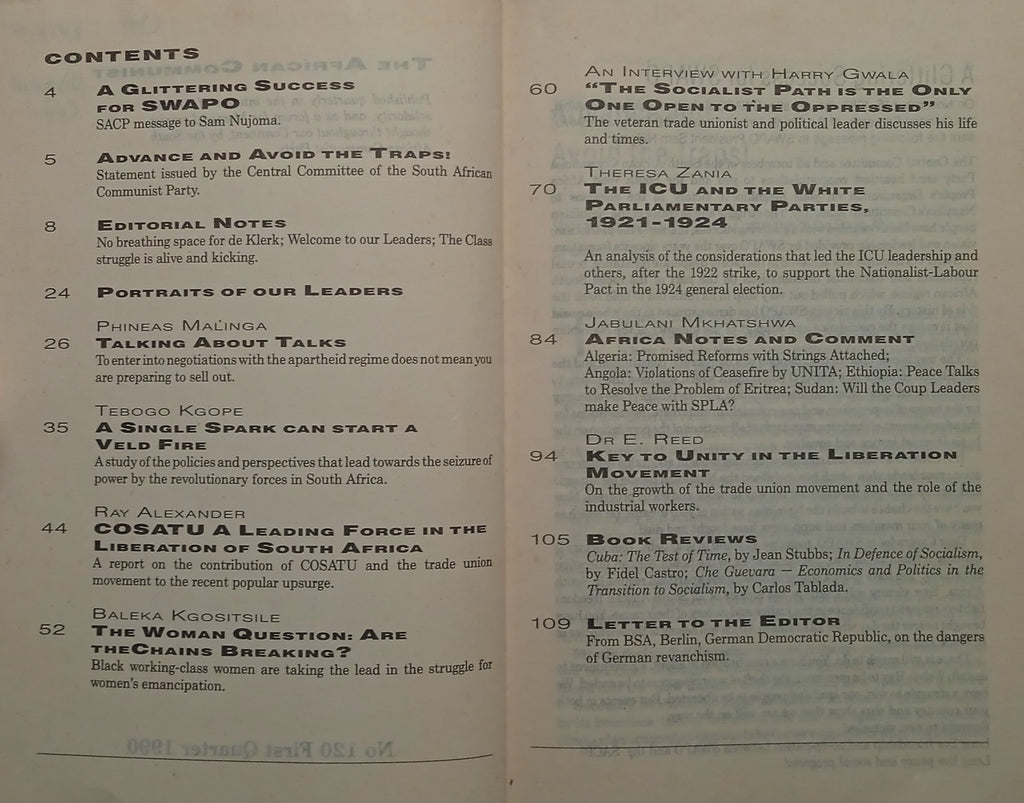 CONTENTS
4 A GLITTERING SUCCESS
FOR SWAPO
SACP message to Sam Nujoma.
5 ADVANCE AND AVOID THE TRAPS!
Statement issued by the Central Committee of the South African
Communist Party.
8 EDITORIAL NOTES
No breathing space for de Klerk; Welcome to our Leaders; The Class
struggle is alive and kicking.
24 PORTRAITS OF OUR LEADERS
PHINEAS MALINGA
26 TALKING ABOUT TALKS
To enter into negotiations with the apartheid regime does not mean you
are preparing to sell out.
TEBOGO KGOPE
35 A SINGLE SPARK CAN START A
VELD FIRE
A study of the policies and perspectives that lead towards the seizure of
power by the revolutionary forces in South Africa.
RAY ALEXANDER
44 COSATU A LEADING FORCE IN THE
LIBERATION OF SOUTH AFRICA
A report on the contribution of COSATU and the trade union
movement to the recent popular upsurge.
BALEKA KGOSITSILE
52 THE WOMAN QUESTION: ARE
THECHAINS BREAKING?
Black working-class women are taking the lead in the struggle for
women's emancipation.
No 120 First Quarter 1990
AN INTERVIEW WITH HARRY GWALA
60 "THE SOCIALIST PATH IS THE ONLY
ONE OPEN TO THE OPPRESSED"
The veteran trade unionist and political leader discusses his life
and times.
THERESA ZANIA
70 THE ICU AND THE WHITE
PARLIAMENTARY PARTIES,
1921-1924
An analysis of the considerations that led the ICU leadership and
others, after the 1922 strike, to support the Nationalist-Labour
Pact in the 1924 general election.
JABULANI MKHATSHWA
84 AFRICA NOTES AND COMMENT
Algeria: Promised Reforms with Strings Attached;
Angola: Violations of Ceasefire by UNITA; Ethiopia: Peace Talks
to Resolve the Problem of Eritrea; Sudan: Will the Coup Leaders
make Peace with SPLA?
DR E. REED
94 KEY TO UNITY IN THE LIBERATION
MOVEMENT
On the growth of the trade union movement and the role of the
industrial workers.
105 BOOK REVIEWS
Cuba: The Test of Time, by Jean Stubbs; In Defence of Socialism,
by Fidel Castro; Che Guevara — Economics and Politics in the
Transition to Socialism, by Carlos Tablada.
109 LETTER TO THE EDITOR
From BSA, Berlin, German Democratic Republic, on the dangers
of German revanchism.